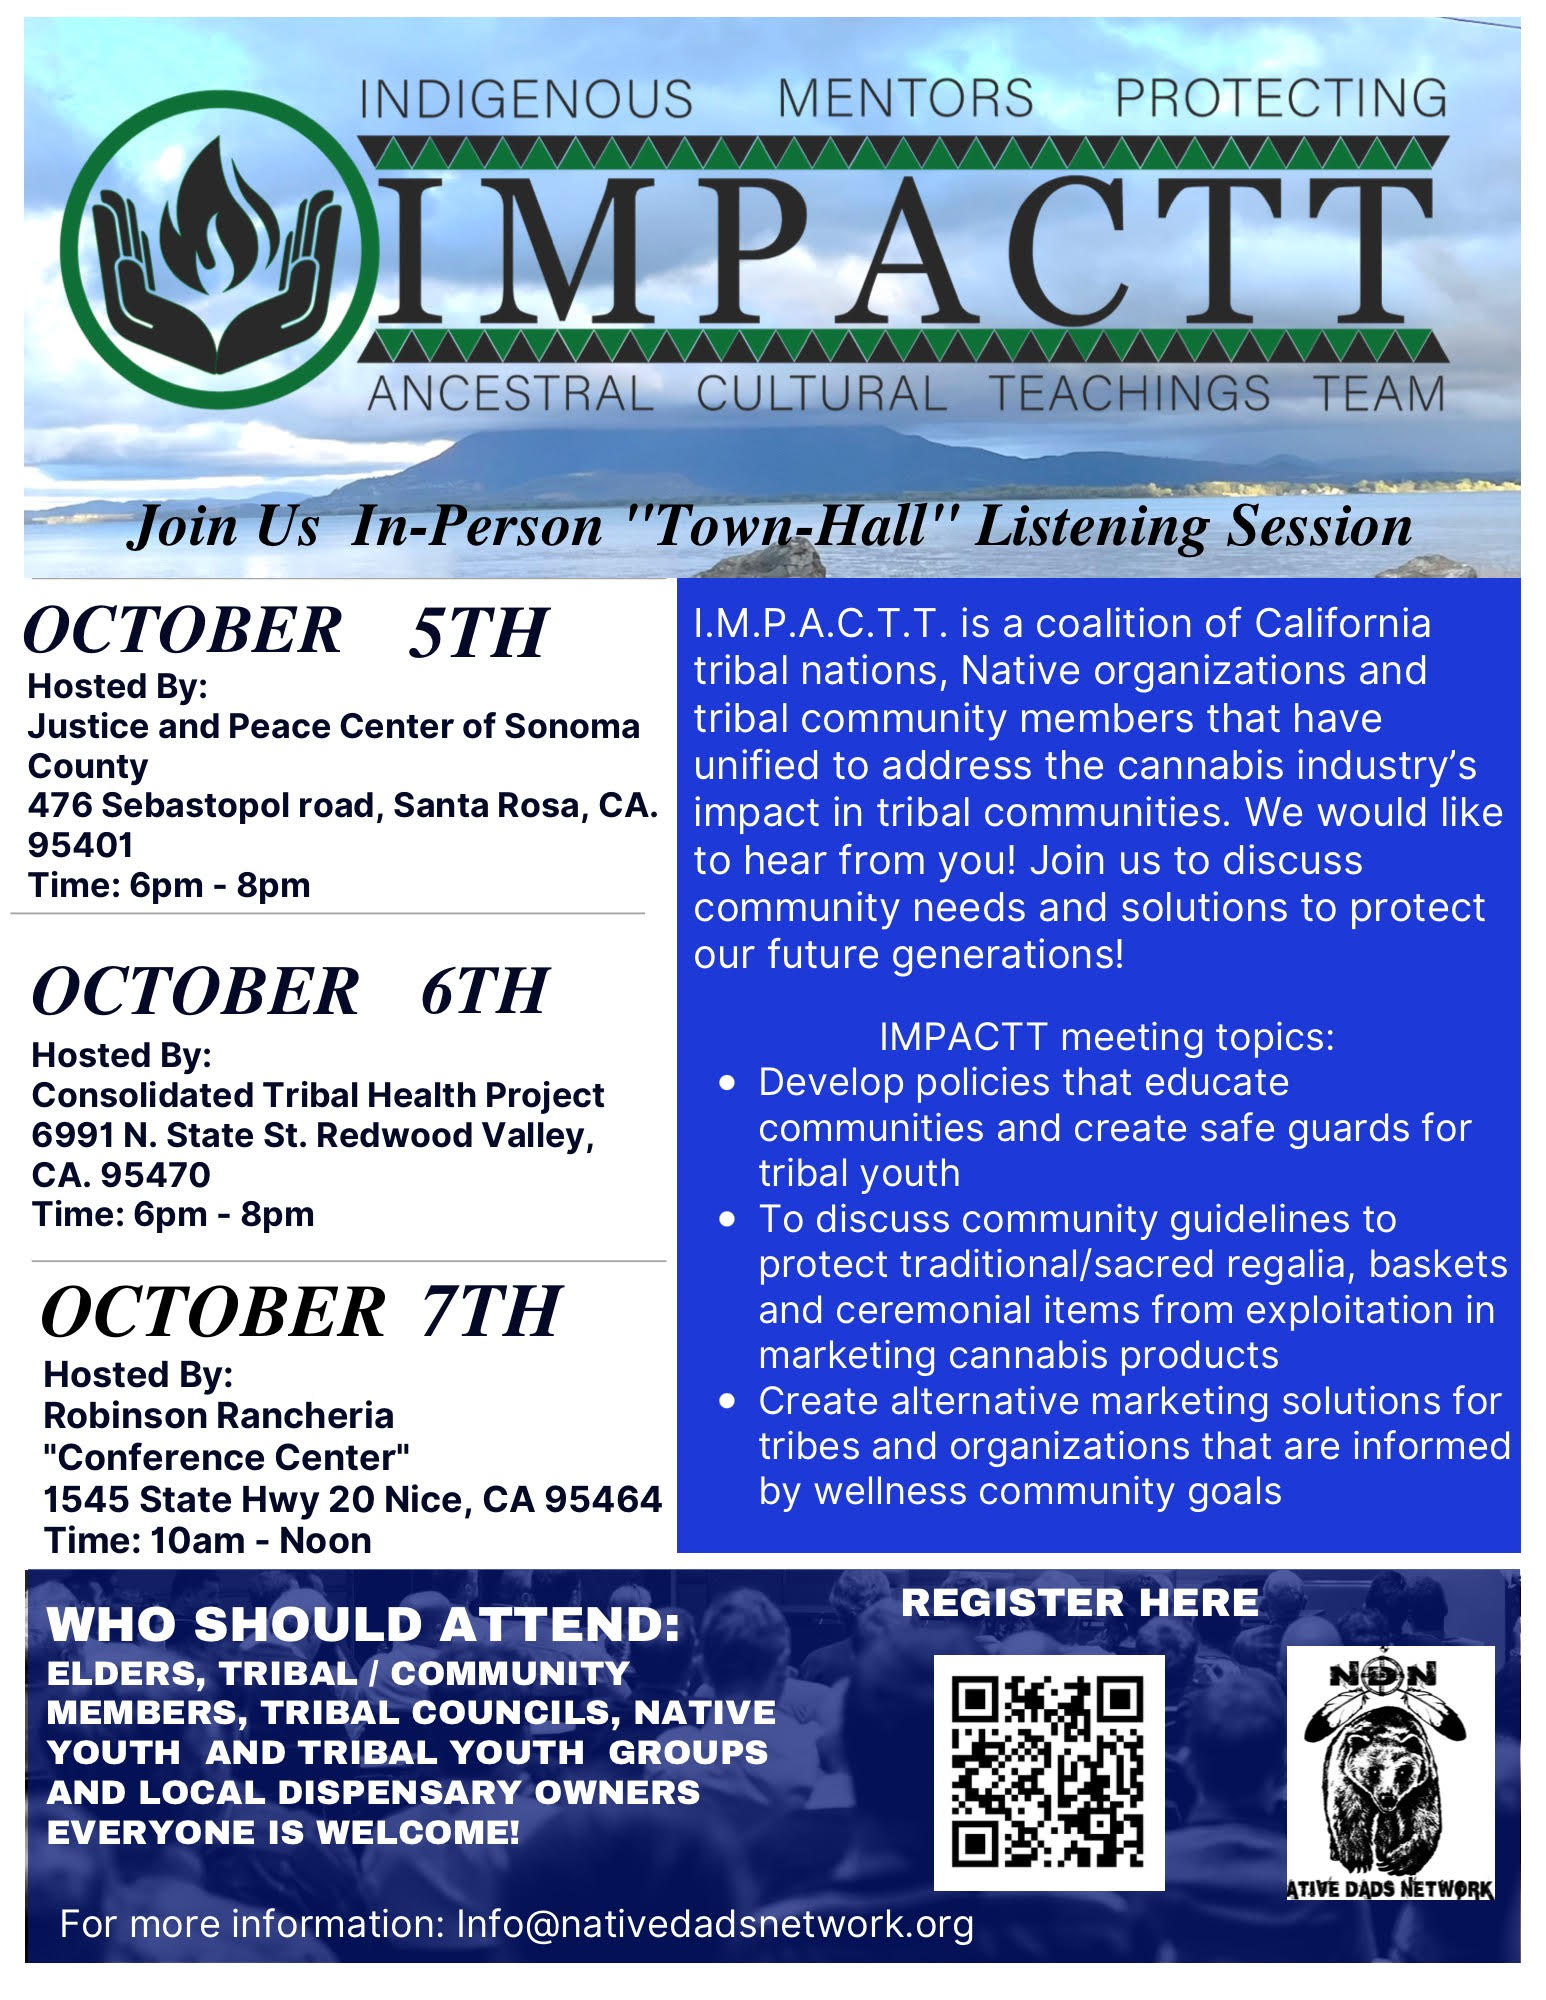 INDIGENOUS MENTORS PROTECTING
IMPACTT
ANCESTRAL CULTURAL TEACHINGS TEAM
Join Us In-Person "Town-Hall" Listening Session
OCTOBER 5TH
Hosted By:
Justice and Peace Center of Sonoma
County
476 Sebastopol road, Santa Rosa, CA.
95401
Time: 6pm - 8pm
OCTOBER 6TH
Hosted By:
Consolidated Tribal Health Project
6991 N. State St. Redwood Valley,
CA. 95470
Time: 6pm - 8pm
OCTOBER 7TH
Hosted By:
Robinson Rancheria
"Conference Center"
1545 State Hwy 20 Nice, CA 95464
Time: 10am - Noon
I.M.P.A.C.T.T. is a coalition of California
tribal nations, Native organizations and
tribal community members that have
unified to address the cannabis industry’s
impact in tribal communities. We would like
to hear from you! Join us to discuss
community needs and solutions to protect
our future generations!
IMPACTT meeting topics:
• Develop policies that educate
communities and create safe guards for
tribal youth
• To discuss community guidelines to
protect traditional/sacred regalia, baskets
and ceremonial items from exploitation in
marketing cannabis products
• Create alternative marketing solutions for
tribes and organizations that are informed
by wellness community goals
WHO SHOULD ATTEND:
ELDERS, TRIBAL / COMMUNITY
MEMBERS, TRIBAL COUNCILS, NATIVE
YOUTH AND TRIBAL YOUTH GROUPS
AND LOCAL DISPENSARY OWNERS
EVERYONE IS WELCOME!
For more information: Info@nativedadsnetwork.org
REGISTER HERE
NDN
ATIVE DADS NETWORK